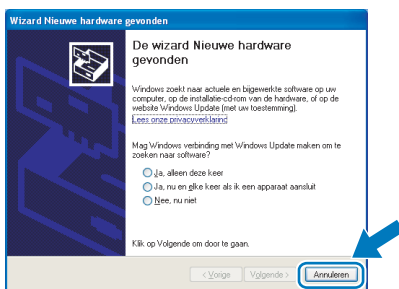 Wizard Nieuwe hardware gevonden
De wizard Nieuwe hardware
gevonden
Windows zoekt naar actuele en bijgewerkte software op uw
computer, op de installatie-cd-rom van de hardware, of op de
website Windows Update (met uw toestemming).
Lees onze privacyverklaring
Mag Windows verbinding met Windows Update maken om te
zoeken naar software?
Ja, alleen deze keer
Ja, nu en elke keer als ik een apparaat aansluit
Nee, nu niet
Klik op Volgende om door te gaan.
< Vorige
Volgende >
Annuleren